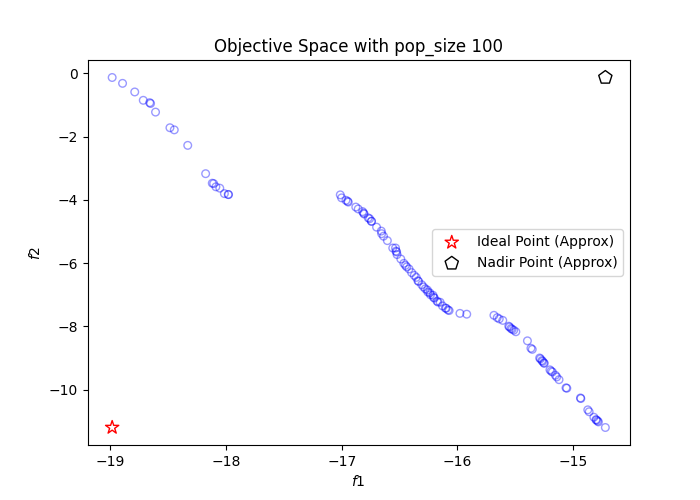 Objective Space with pop_size 100
0
−2
−4
−6
−8
−10
f2
Ideal Point (Approx)
Nadir Point (Approx)
−19
−18
−17
−16
−15
f1